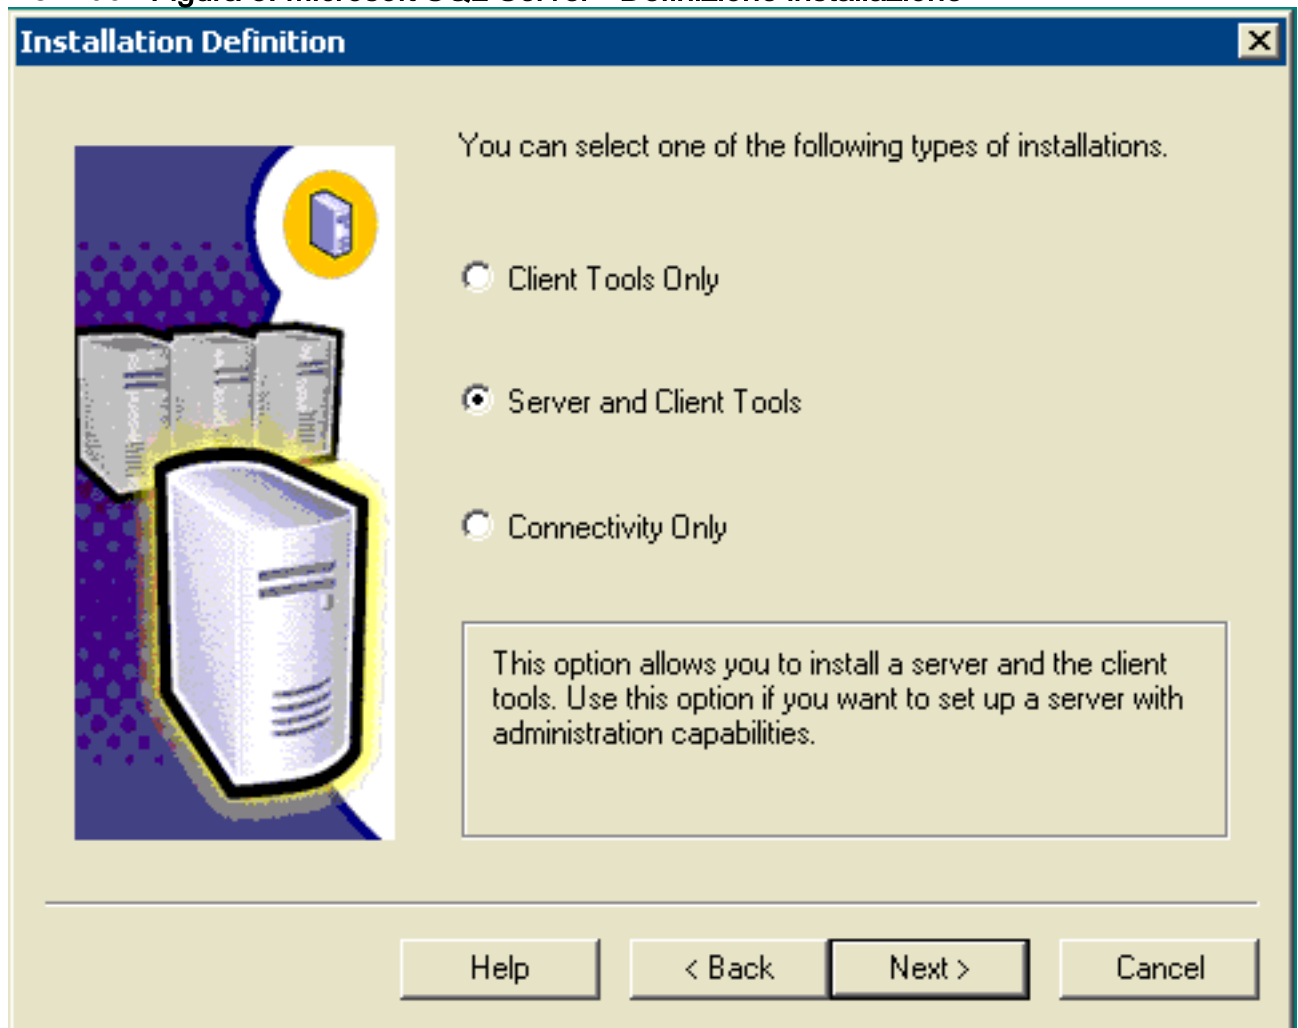 Installation Definition
You can select one of the following types of installations.
Client Tools Only
Server and Client Tools
Connectivity Only
This option allows you to install a server and the client
tools. Use this option if you want to set up a server with
administration capabilities.
Help
< Back
Next >
Cancel